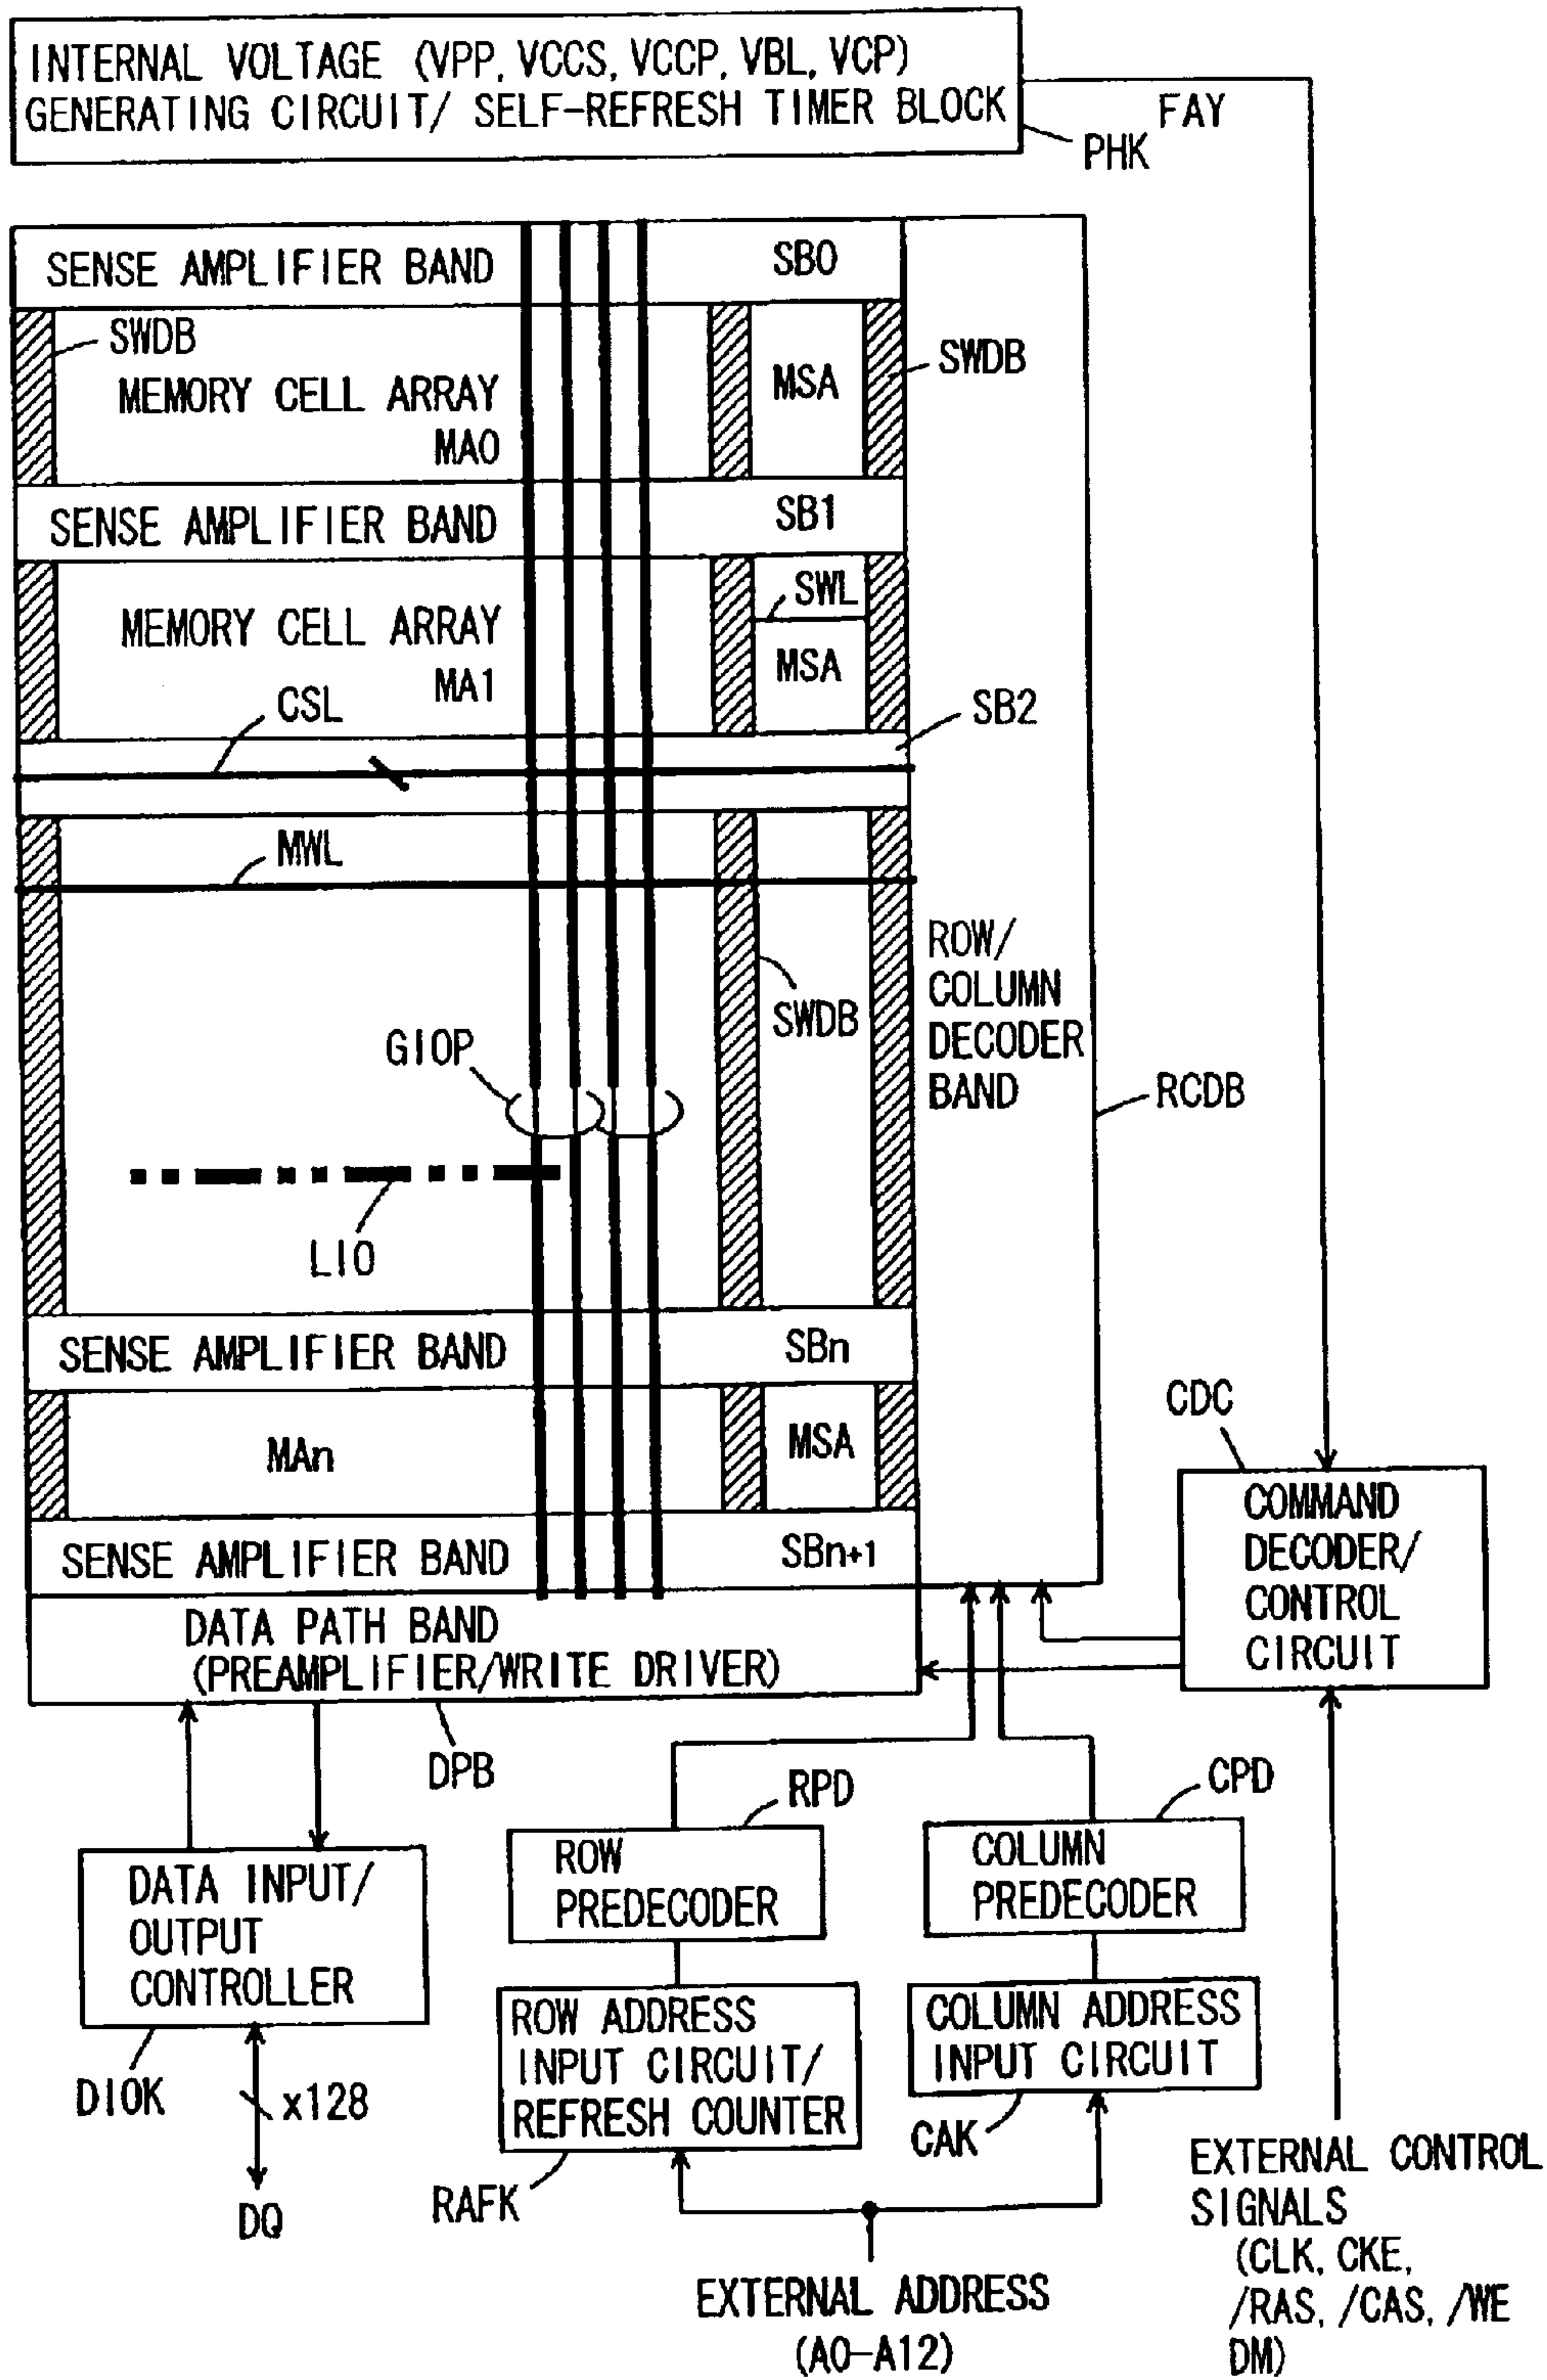 INTERNAL VOLTAGE (VPP, VCCS, VCCP, VBL, VCP)
GENERATING CIRCUIT/ SELF-REFRESH TIMER BLOCK
FAY
PHK
SENSE AMPLIFIER BAND
SB0
SWDB
MEMORY CELL ARRAY
MA0
MSA
SWDB
SENSE AMPLIFIER BAND
SB1
MEMORY CELL ARRAY
MA1
SWL
MSA
CSL
SB2
MWL
ROW/
COLUMN
DECODER
BAND
SWDB
GIOP
RCDB
LIO
SENSE AMPLIFIER BAND
SBn
MAn
MSA
SENSE AMPLIFIER BAND
SBn+1
CDC
COMMAND
DECODER/
CONTROL
CIRCUIT
DATA PATH BAND
(PREAMPLIFIER/WRITE DRIVER)
DPB
RPD
CPD
DATA INPUT/
OUTPUT
CONTROLLER
ROW
PREDECODER
COLUMN
PREDECODER
ROW ADDRESS
INPUT CIRCUIT/
REFRESH COUNTER
COLUMN ADDRESS
INPUT CIRCUIT
DIOK
x128
DQ
RAFK
CAK
EXTERNAL ADDRESS
(A0-A12)
EXTERNAL CONTROL
SIGNALS
(CLK, CKE,
/RAS, /CAS, /WE
DM)